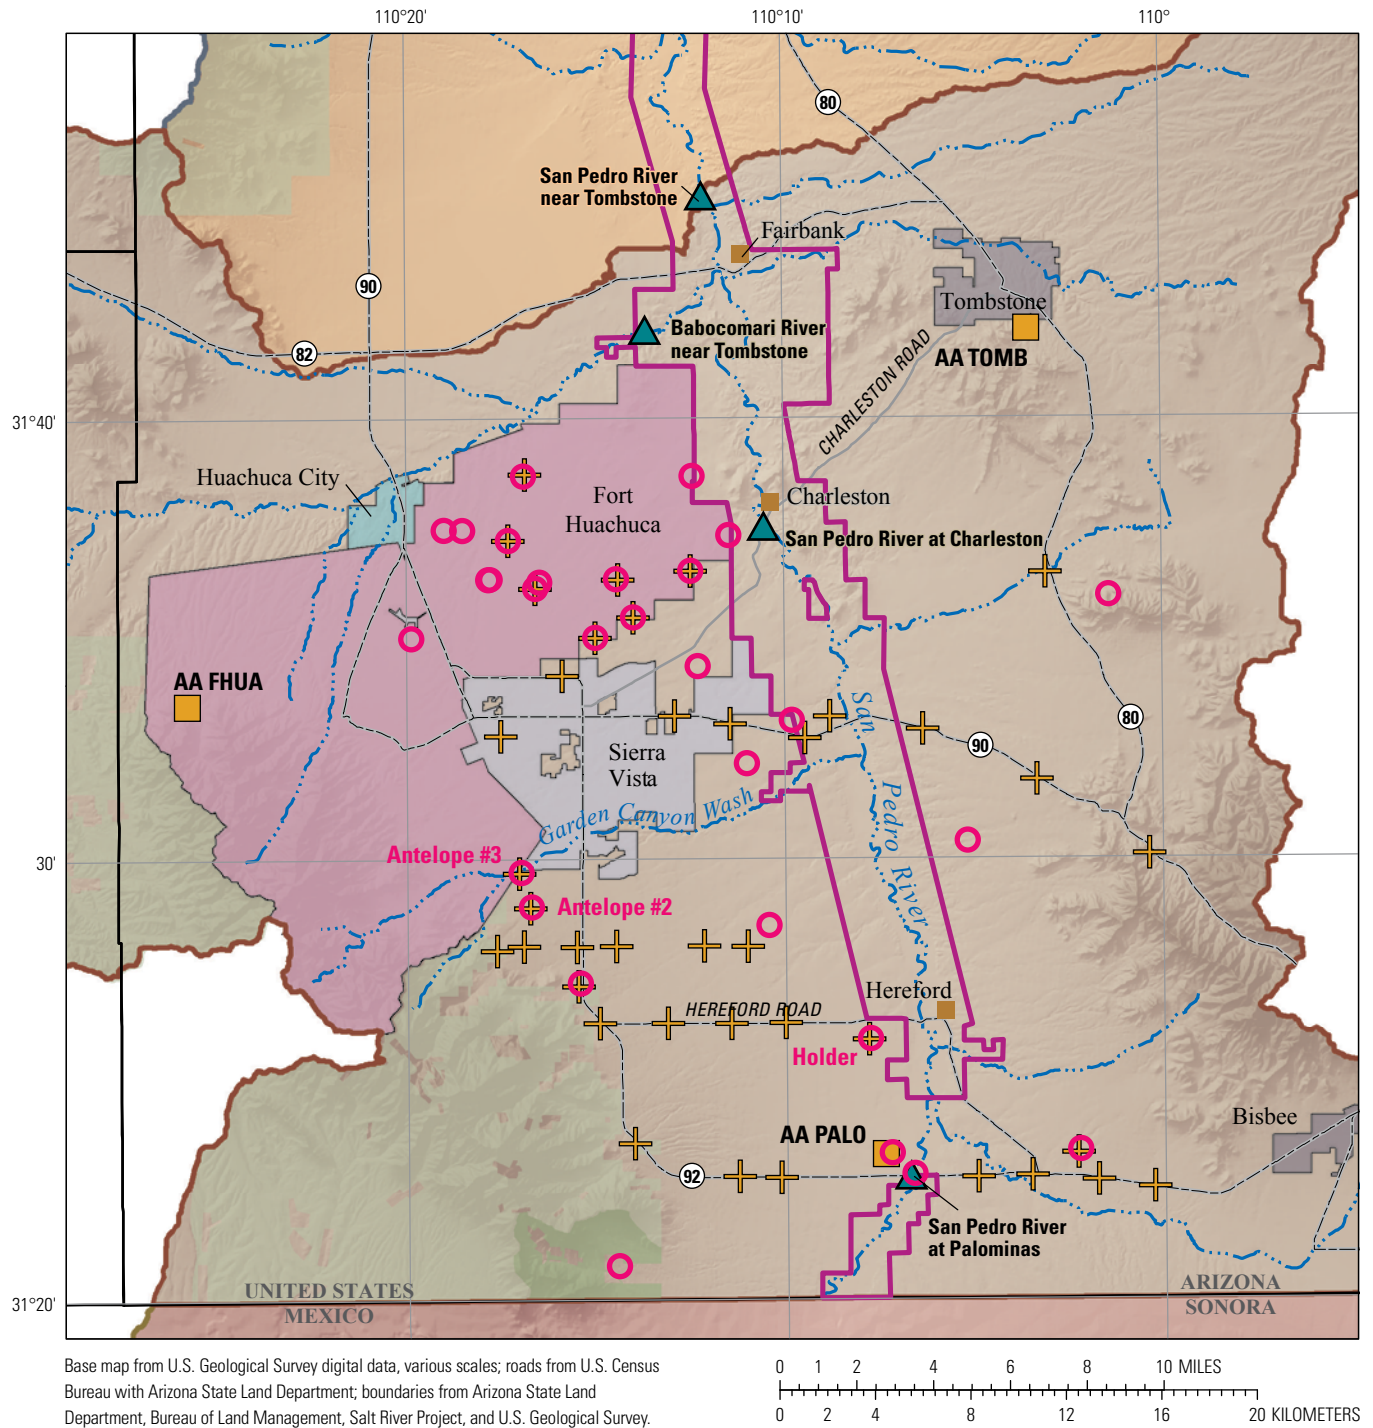 110°20'
110°10'
110°
80
San Pedro River
near Tombstone
Fairbank
90
Tombstone
Babocomari River
near Tombstone
82
AA TOMB
CHARLESTON ROAD
31°40'
Huachuca City
Fort
Huachuca
Charleston
San Pedro River at Charleston
AA FHUA
San
80
90
Sierra
Vista
Pedro
Garden Canyon Wash
Antelope #3
30'
River
Antelope #2
Hereford
HEREFORD ROAD
Holder
Bisbee
AA PALO
92
San Pedro River
at Palominas
UNITED STATES
ARIZONA
31°20'
MEXICO
SONORA
Base map from U.S. Geological Survey digital data, various scales; roads from U.S. Census
Bureau with Arizona State Land Department; boundaries from Arizona State Land
Department, Bureau of Land Management, Salt River Project, and U.S. Geological Survey.
0 1 2 4 6 8 10 MILES
0 2 4 8 12 16 20 KILOMETERS